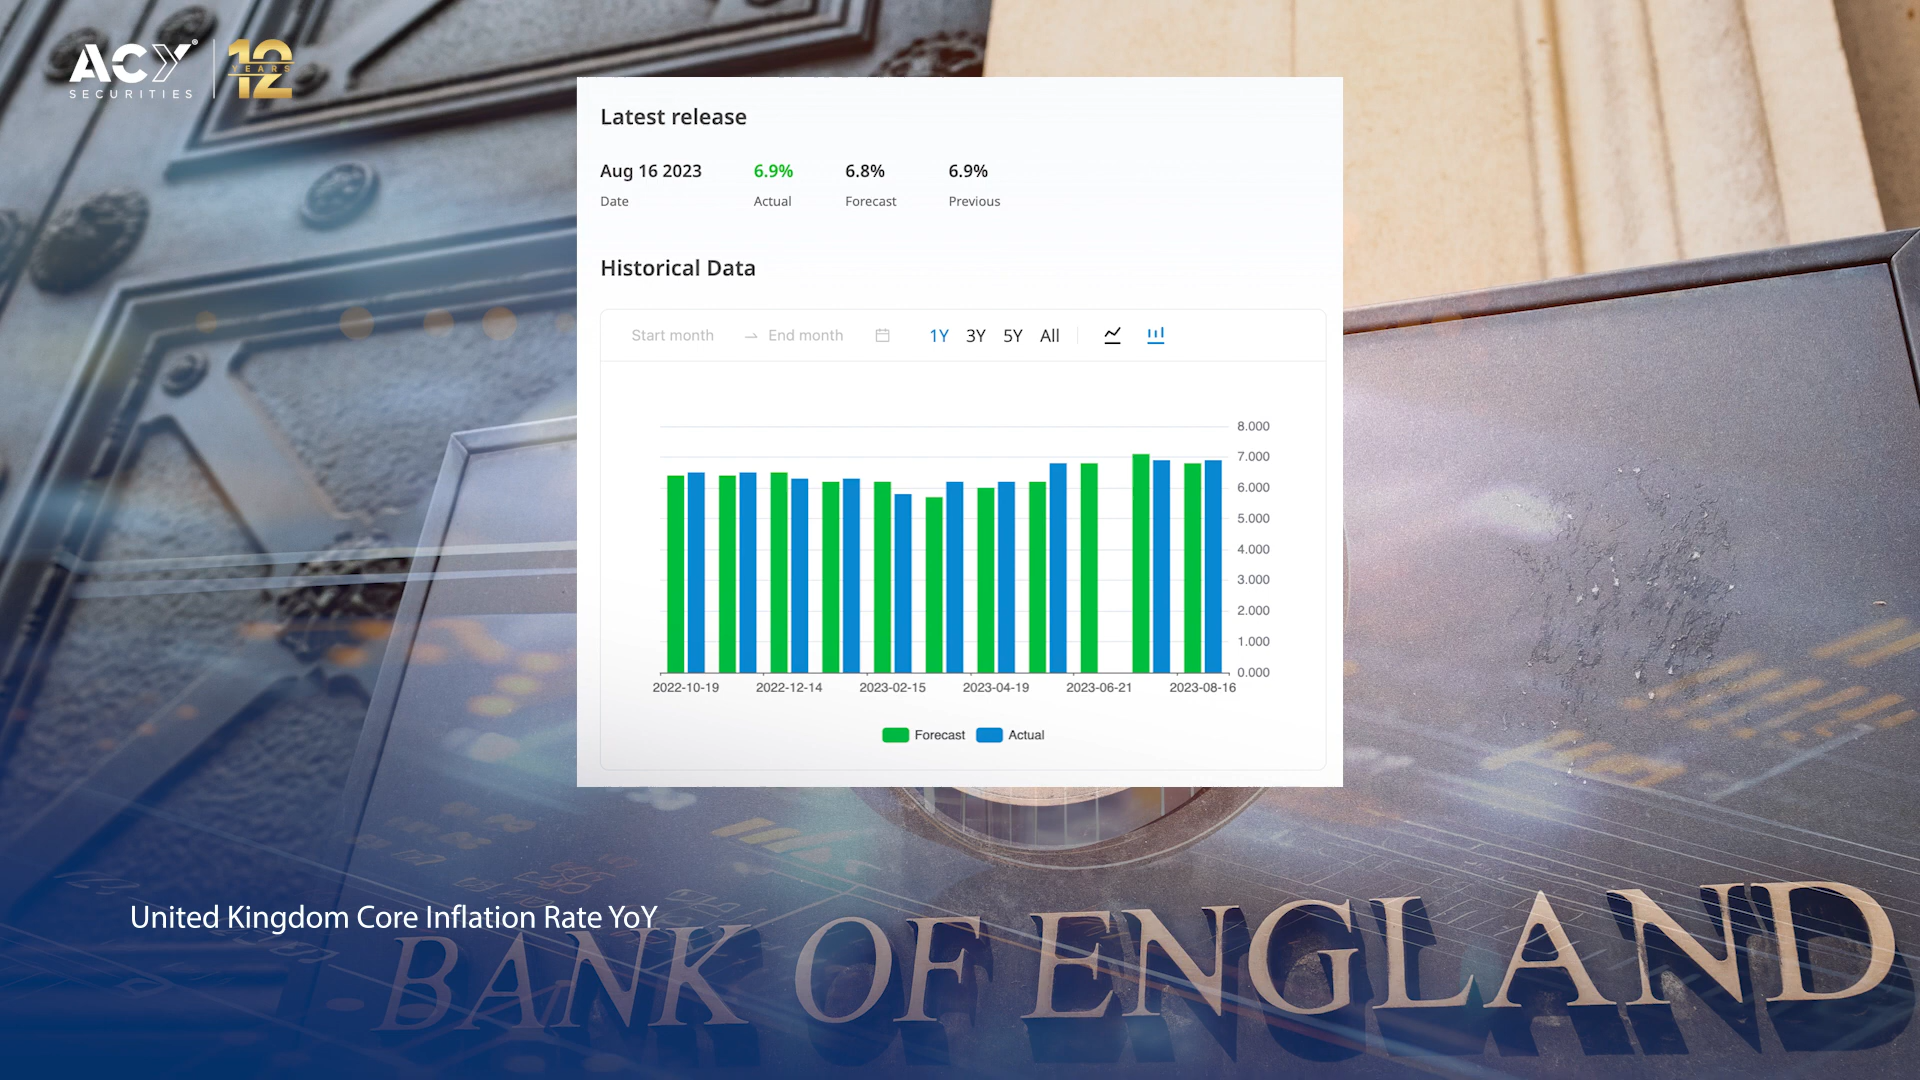 ACY
SECURITIES
12
YEARS
Latest release
Aug 16 2023 6.9% 6.8% 6.9%
Date Actual Forecast Previous
Historical Data
Start month → End month 1Y 3Y 5Y All
8.000
7.000
6.000
5.000
4.000
3.000
2.000
1.000
0.000
2022-10-19 2022-12-14 2023-02-15 2023-04-19 2023-06-21 2023-08-16
Forecast Actual
United Kingdom Core Inflation Rate YoY
BANK OF ENGLAND